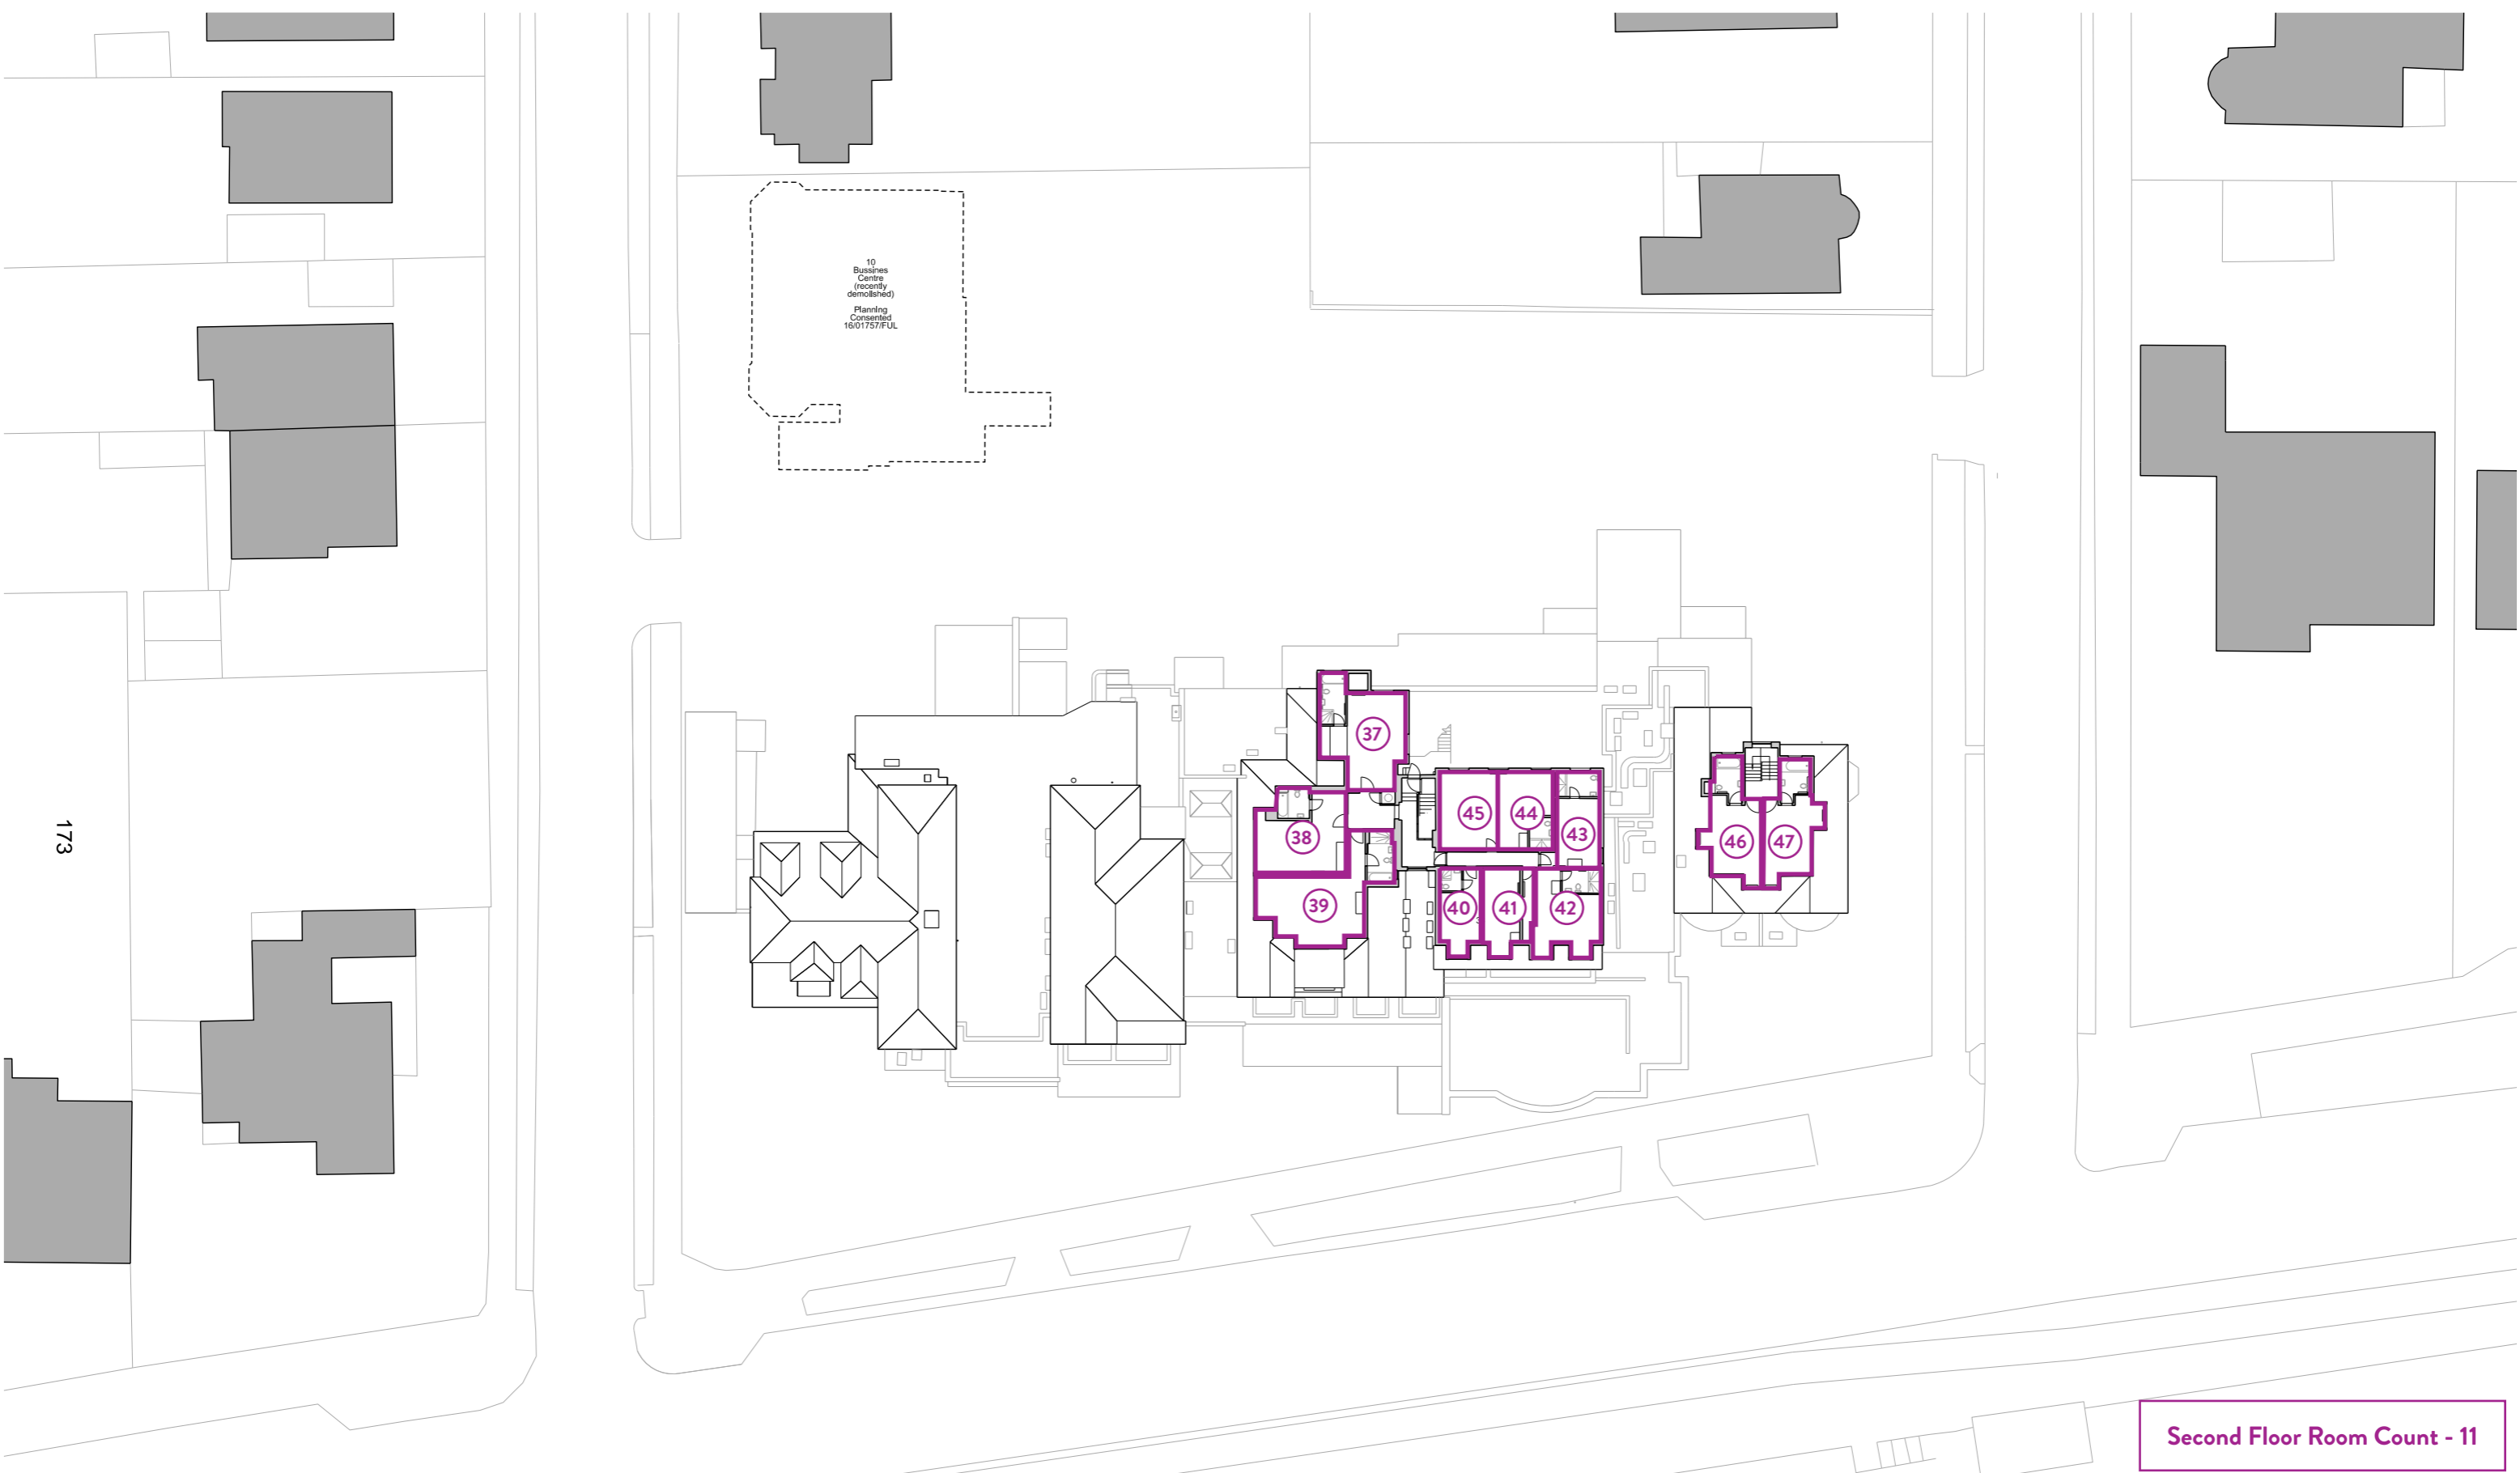 10
Bussines
Centre
(recently
demolished)
Planning
Consented
16/01757/FUL
37
45
44
43
38
46
47
39
40
41
42
173
Second Floor Room Count - 11